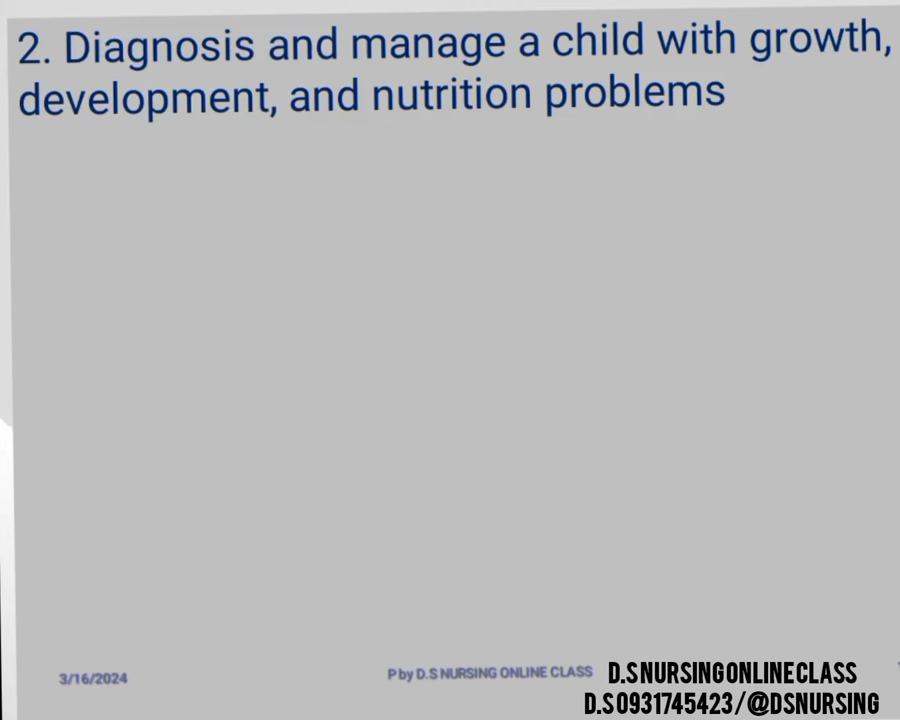 2. Diagnosis and manage a child with growth,
development, and nutrition problems
3/16/2024
P by D.S NURSING ONLINE CLASS
D.S NURSING ONLINE CLASS
D.S 0931745423 / @DSNURSING